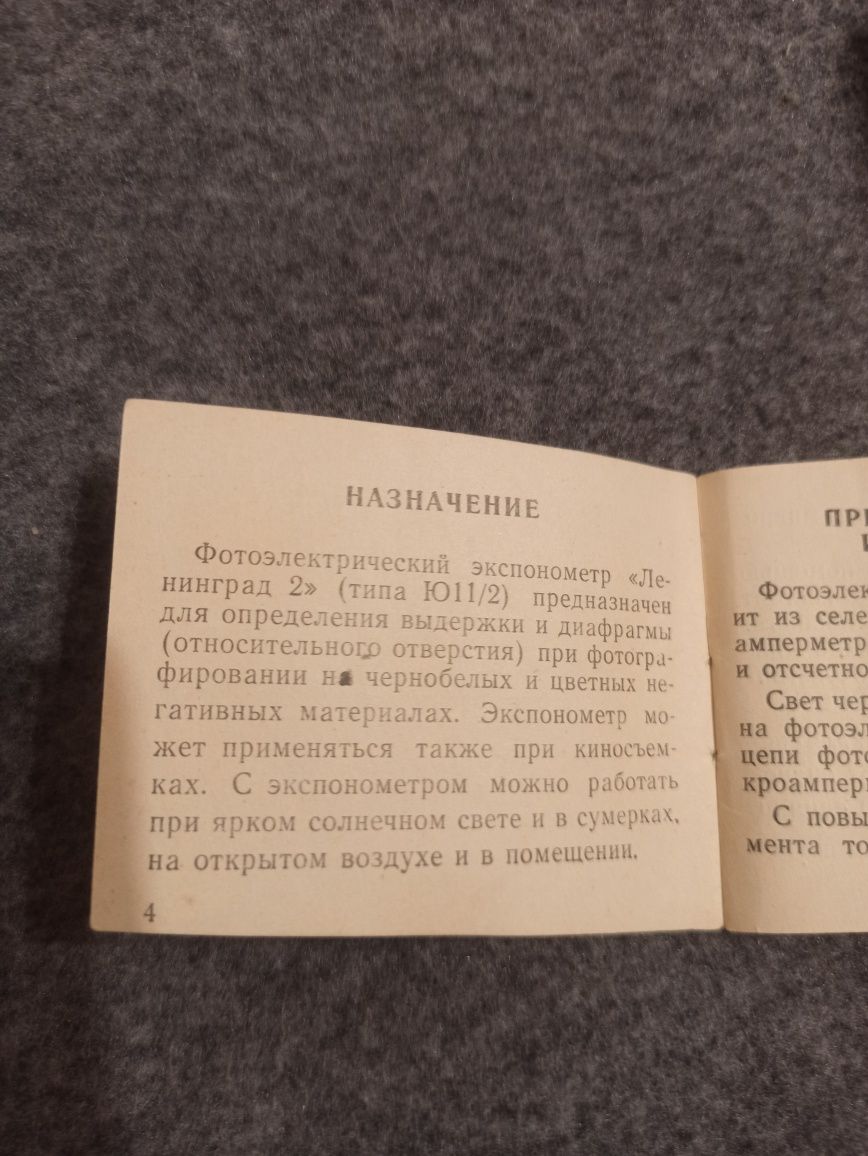 НАЗНАЧЕНИЕ
Фотоэлектрический экспонометр «Ле-
нинград 2» (типа Ю11/2) предназначен
для определения выдержки и диафрагмы
(относительного отверстия) при фотогра-
фировании на чернобелых и цветных не-
гативных материалах. Экспонометр мо-
жет применяться также при киносъем-
ках. С экспонометром можно работать
при ярком солнечном свете и в сумерках,
на открытом воздухе и в помещении.
4
ПРИ
Фотоэлек
ит из селе
амперметр
и отсчетно
Свет чер
на фотоэл
цепи фото
кроамперм
С повы
мента то